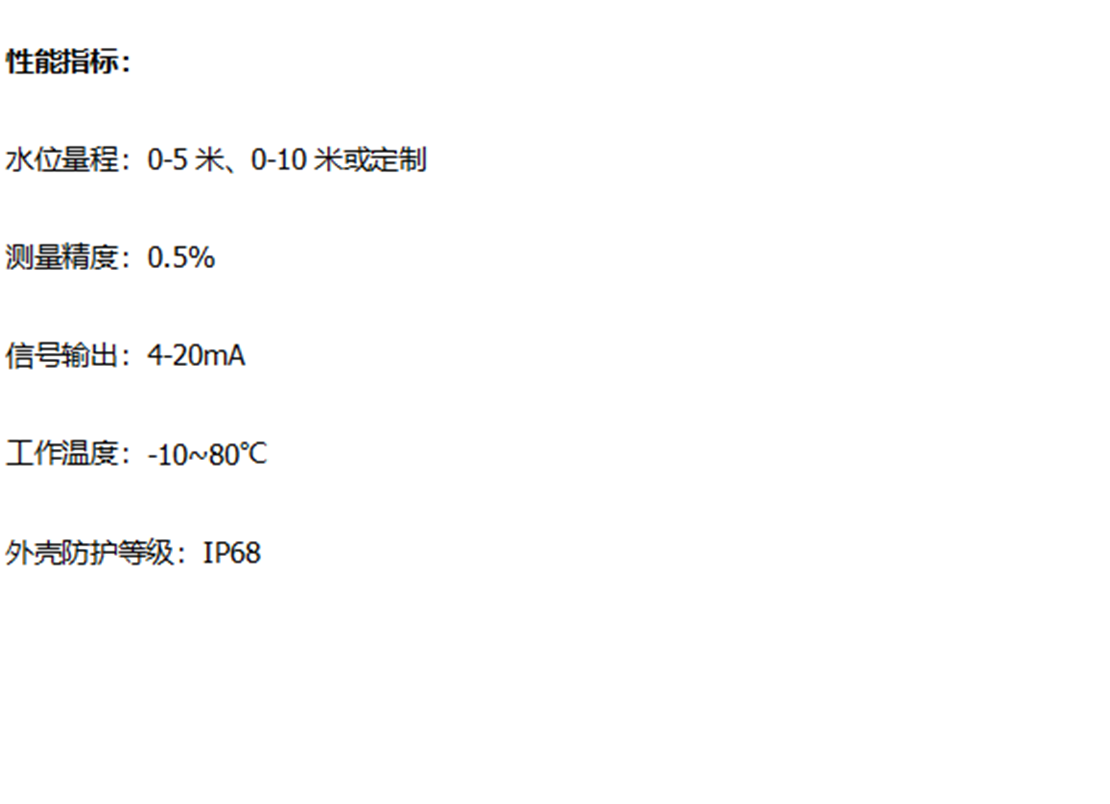 性能指标：
水位量程：0-5 米、0-10 米或定制
测量精度：0.5%
信号输出：4-20mA
工作温度：-10~80℃
外壳防护等级：IP68